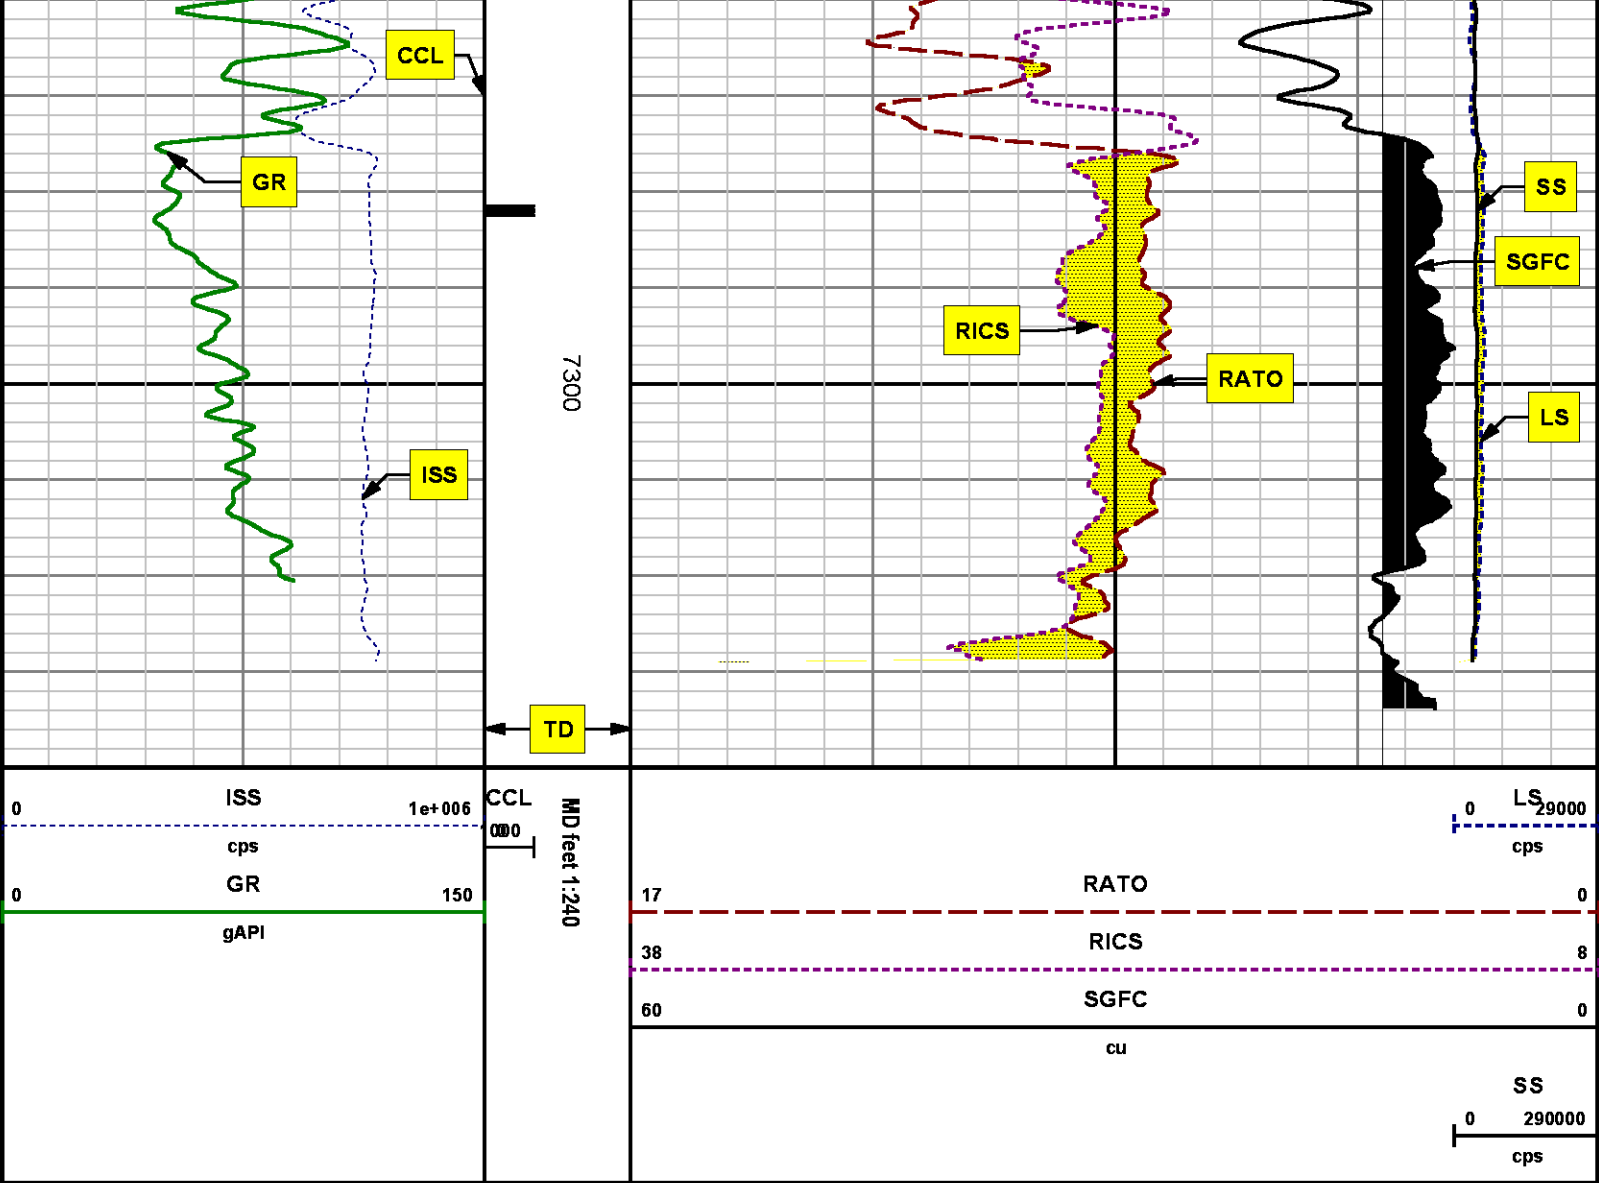 CCL
GR
SS
SGFC
RICS
7300
RATO
LS
ISS
TD
ISS
0 1e+006
cps
GR
0 150
gAPI
CCL
MD feet 1:240
LS
0 29000
cps
RATO
17 0
RICS
38 8
SGFC
60 0
cu
SS
0 290000
cps